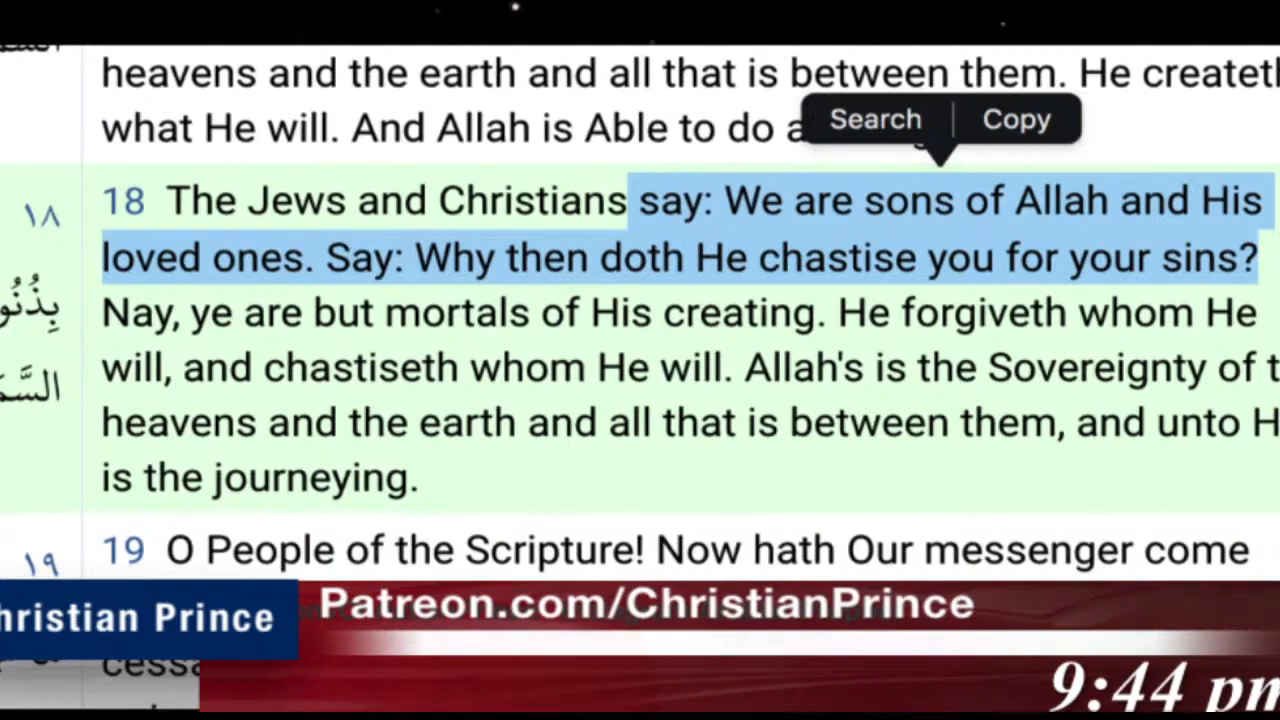 heavens and the earth and all that is between them. He createth
what He will. And Allah is Able to do a
Search Copy
18 The Jews and Christians say: We are sons of Allah and His
١٨
loved ones. Say: Why then doth He chastise you for your sins?
Nay, ye are but mortals of His creating. He forgiveth whom He
will, and chastiseth whom He will. Allah's is the Sovereignty of t
heavens and the earth and all that is between them, and unto H
is the journeying.
19 O People of the Scripture! Now hath Our messenger come
١٩
hristian Prince
Patreon.com/ChristianPrince
cessa
9:44 pm